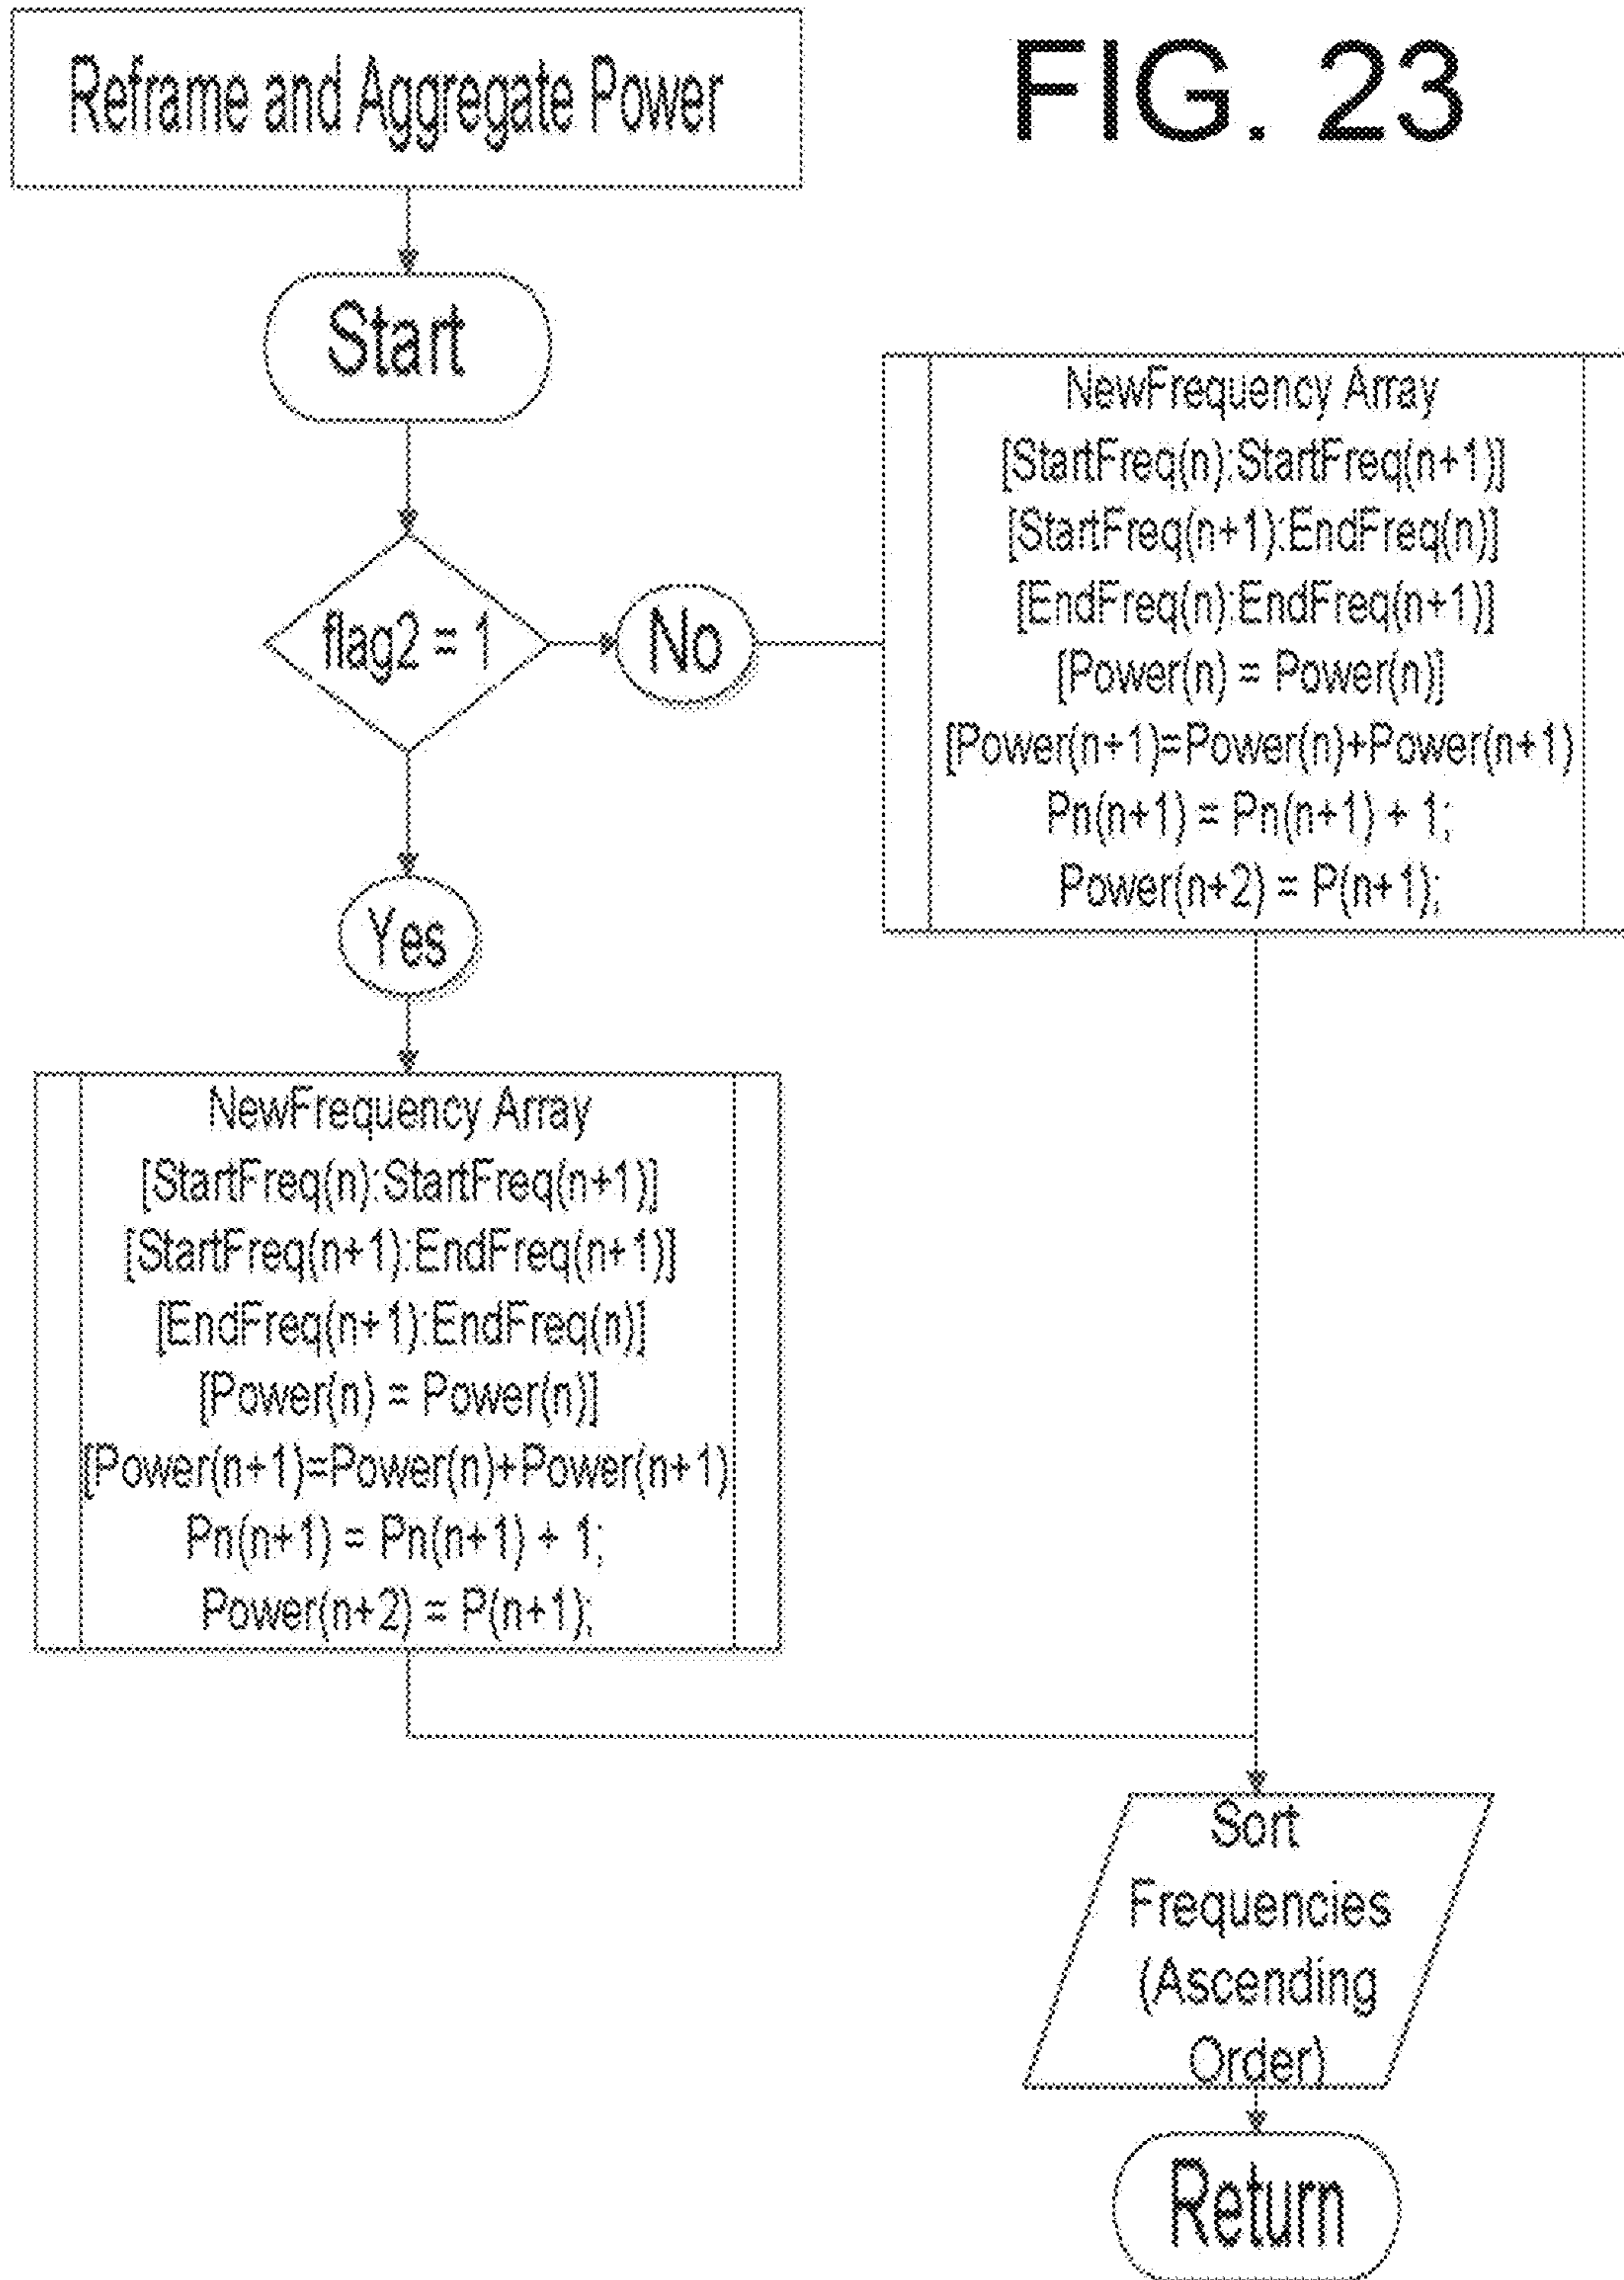 Reframe and Aggregate Power
FIG. 23
Start
flag2 = 1
No
NewFrequency Array
[StartFreq(n):StartFreq(n+1)]
[StartFreq(n+1):EndFreq(n)]
[EndFreq(n):EndFreq(n+1)]
[Power(n) = Power(n)]
[Power(n+1)=Power(n)+Power(n+1)
Pn(n+1) = Pn(n+1) + 1;
Power(n+2) = P(n+1);
Yes
NewFrequency Array
[StartFreq(n):StartFreq(n+1)]
[StartFreq(n+1):EndFreq(n+1)]
[EndFreq(n+1):EndFreq(n)]
[Power(n) = Power(n)]
[Power(n+1)=Power(n)+Power(n+1)
Pn(n+1) = Pn(n+1) + 1;
Power(n+2) = P(n+1);
Sort
Frequencies
(Ascending
Order)
Return